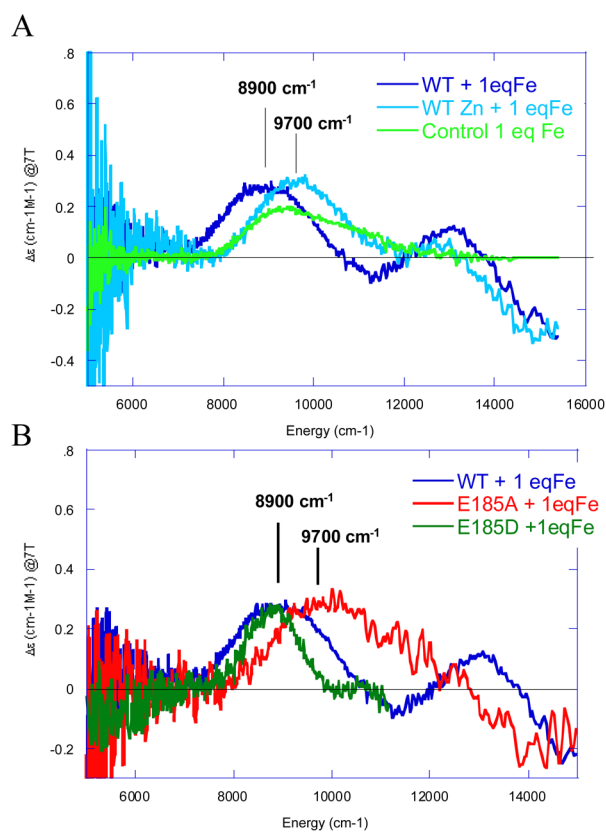 A
.8
0.6
0.4
0.2
0
-0.2
-0.4
Δε (cm-1M-1) @7T
8900 cm-1
9700 cm-1
WT + 1eqFe
WT Zn + 1 eqFe
Control 1 eq Fe
6000 8000 10000 12000 14000 16000
Energy (cm-1)
B
.8
0.6
0.4
0.2
0
-0.2
Δε (cm-1M-1) @7T
8900 cm-1
9700 cm-1
WT + 1 eqFe
E185A + 1eqFe
E185D +1eqFe
6000 8000 10000 12000 14000
Energy (cm-1)